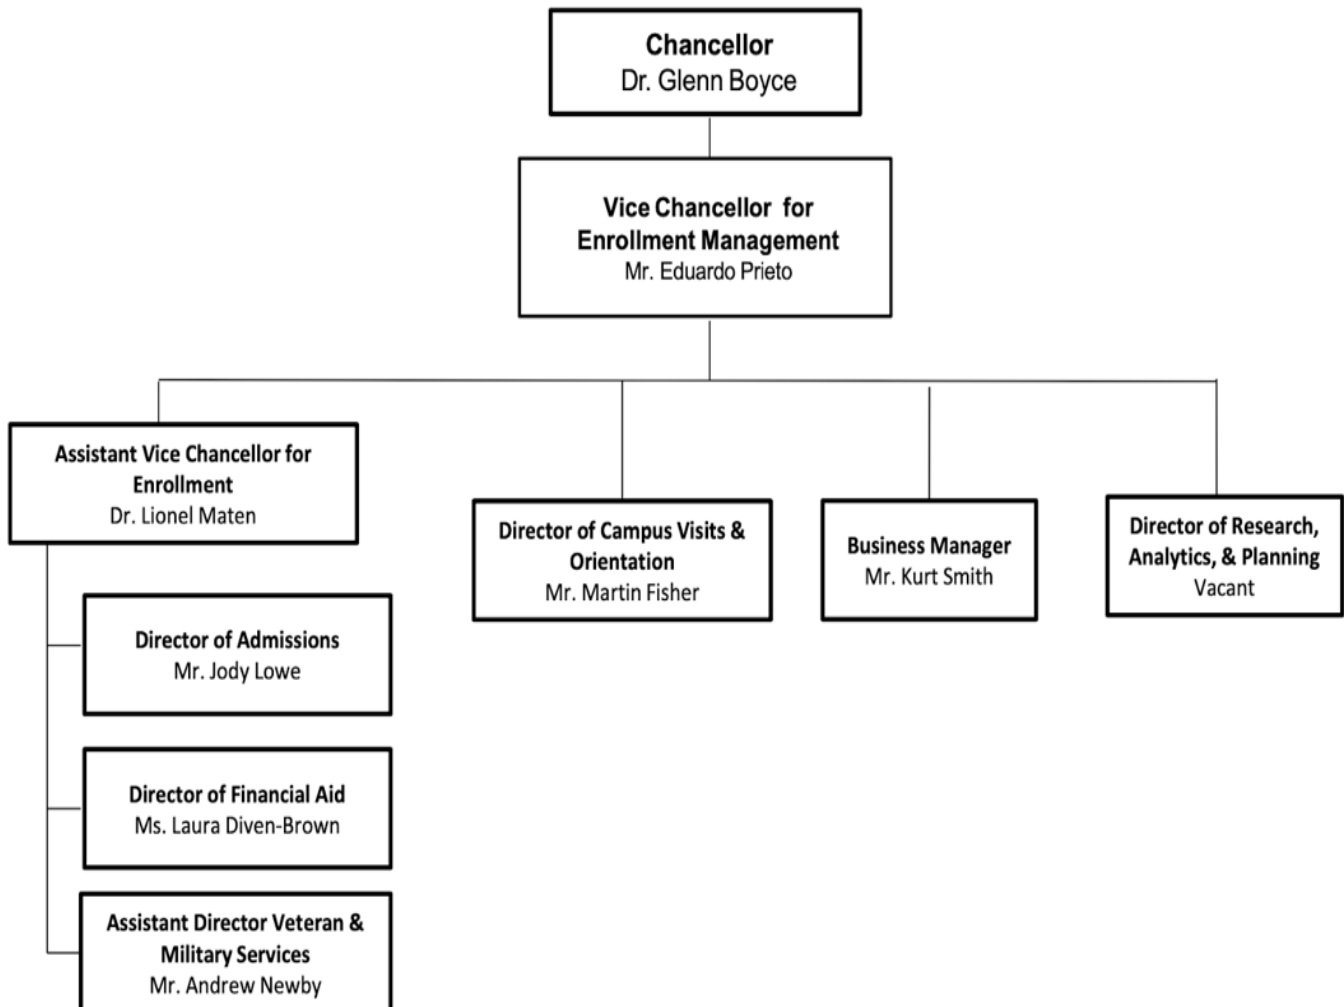 Chancellor
Dr. Glenn Boyce
Vice Chancellor for
Enrollment Management
Mr. Eduardo Prieto
Assistant Vice Chancellor for
Enrollment
Dr. Lionel Maten
Director of Campus Visits &
Orientation
Mr. Martin Fisher
Business Manager
Mr. Kurt Smith
Director of Research,
Analytics, & Planning
Vacant
Director of Admissions
Mr. Jody Lowe
Director of Financial Aid
Ms. Laura Diven-Brown
Assistant Director Veteran &
Military Services
Mr. Andrew Newby